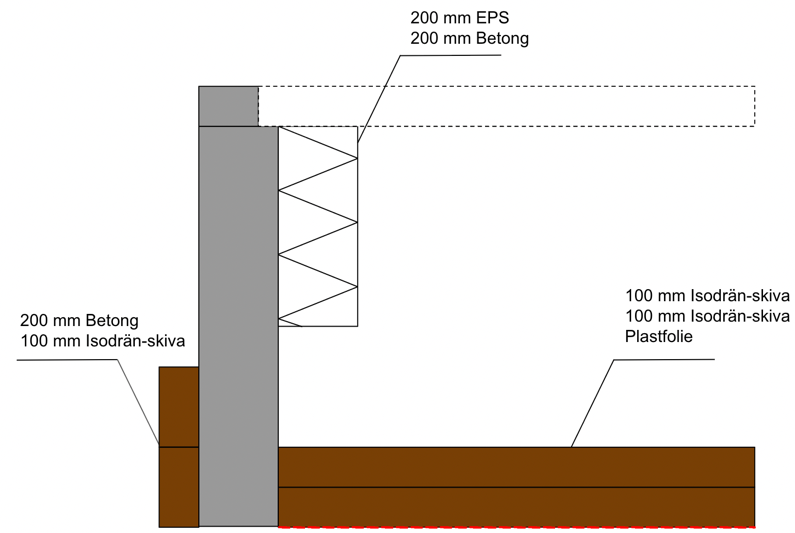 200 mm EPS
200 mm Betong
100 mm Isodrän-skiva
100 mm Isodrän-skiva
Plastfolie
200 mm Betong
100 mm Isodrän-skiva